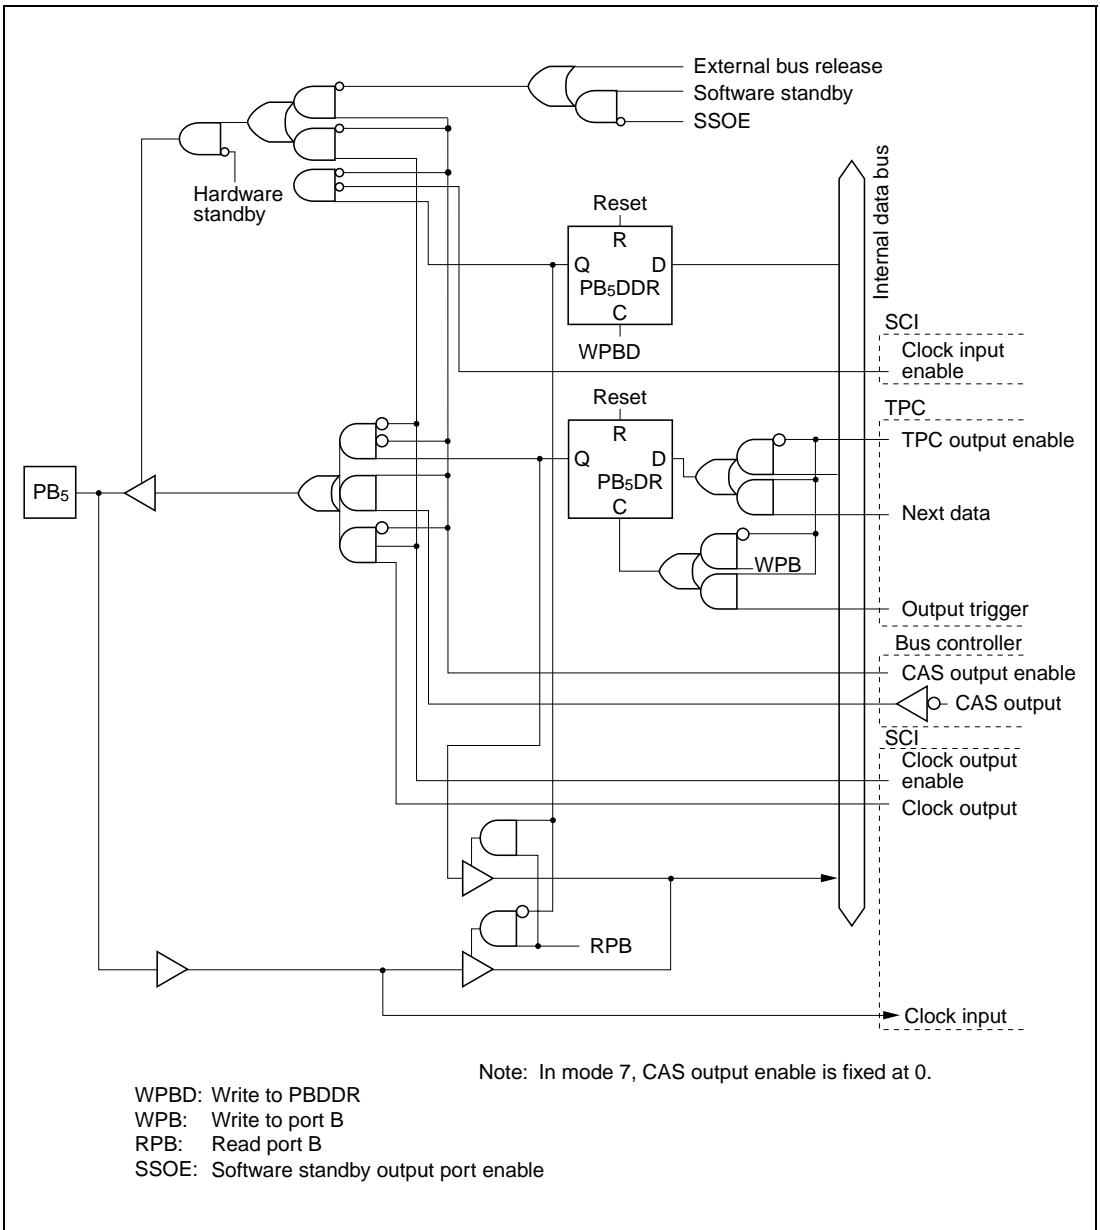 External bus release
Software standby
SSOE
Hardware
standby
Internal data bus
Reset
R
Q D
PB5DDR
C
WPBD
SCI
Clock input
enable
Reset
R
Q D
PB5DR
C
TPC
TPC output enable
Next data
WPB
Output trigger
PB5
Bus controller
CAS output enable
CAS output
SCI
Clock output
enable
Clock output
RPB
Clock input
Note: In mode 7, CAS output enable is fixed at 0.
WPBD: Write to PBDDR
WPB: Write to port B
RPB: Read port B
SSOE: Software standby output port enable